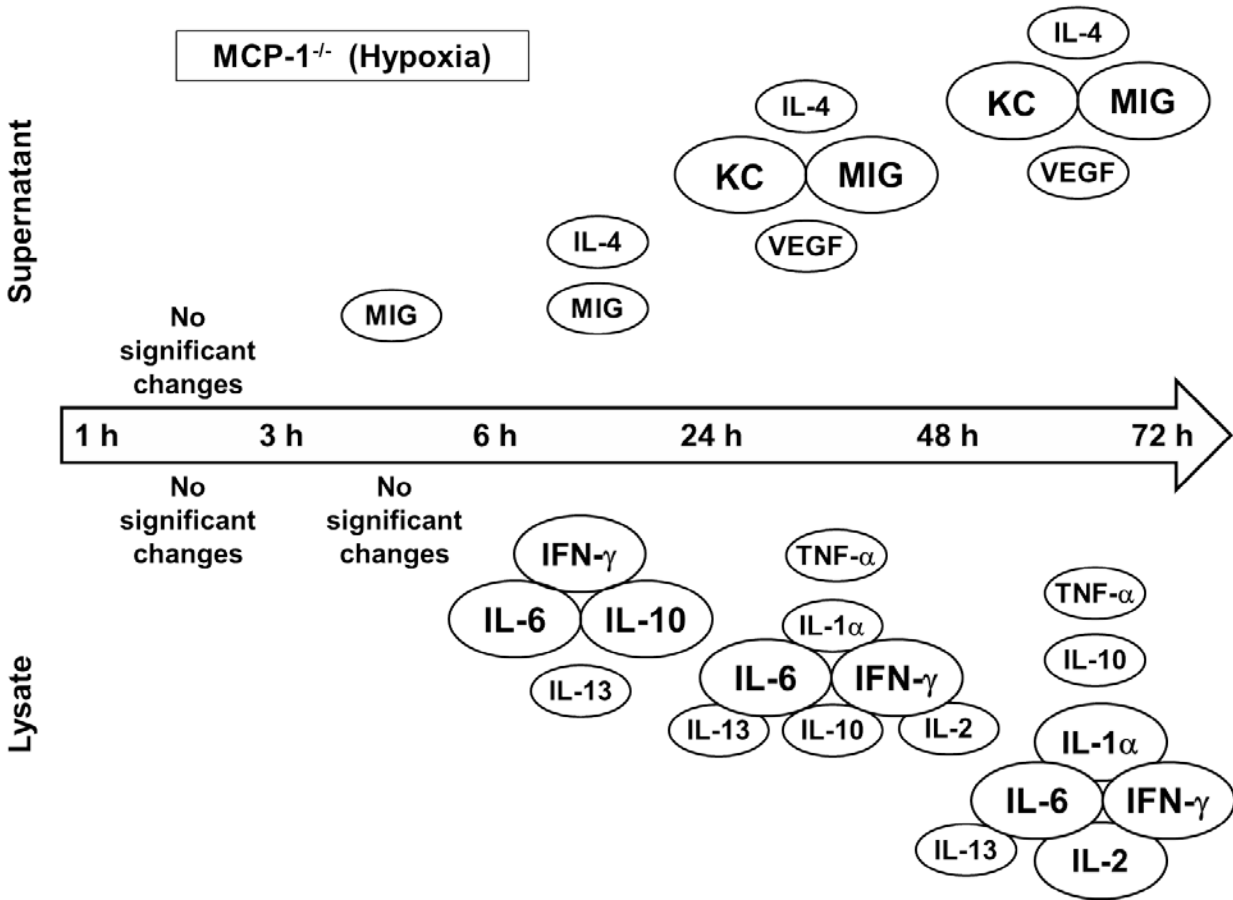 MCP-1-/- (Hypoxia)
Supernatant
IL-4
KC
MIG
VEGF
IL-4
KC
MIG
VEGF
IL-4
MIG
MIG
No
significant
changes
1 h
3 h
6 h
24 h
48 h
72 h
Lysate
No
significant
changes
No
significant
changes
IFN-γ
IL-6
IL-10
IL-13
TNF-α
IL-1α
IL-6
IFN-γ
IL-13
IL-10
IL-2
TNF-α
IL-10
IL-1α
IL-6
IFN-γ
IL-13
IL-2